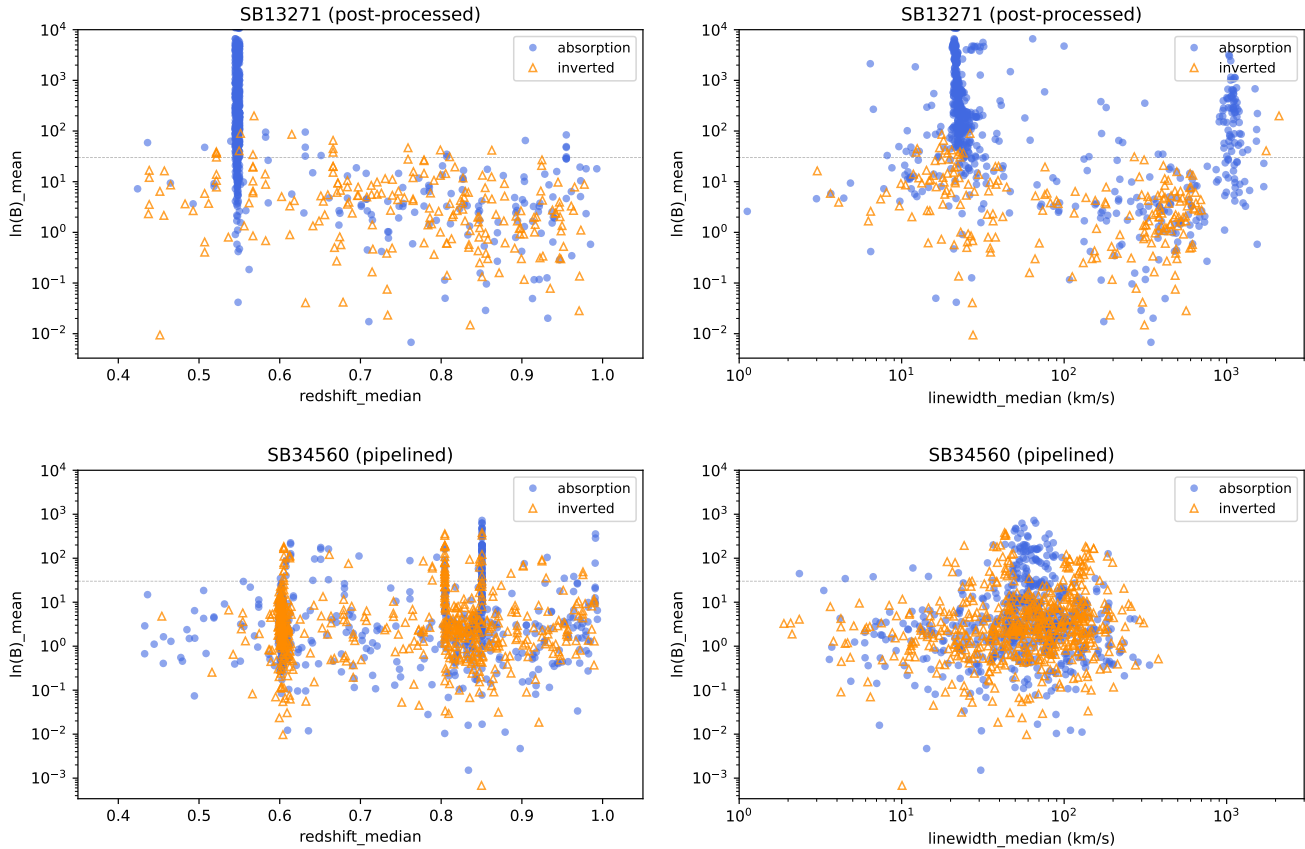 SB13271 (post-processed)
10^4
10^3
10^2
10^1
10^0
10^−1
10^−2
ln(B)_mean
absorption
inverted
0.4 0.5 0.6 0.7 0.8 0.9 1.0
redshift_median
SB13271 (post-processed)
10^4
10^3
10^2
10^1
10^0
10^−1
10^−2
ln(B)_mean
absorption
inverted
10^0 10^1 10^2 10^3
linewidth_median (km/s)
SB34560 (pipelined)
10^4
10^3
10^2
10^1
10^0
10^−1
10^−2
10^−3
ln(B)_mean
absorption
inverted
0.4 0.5 0.6 0.7 0.8 0.9 1.0
redshift_median
SB34560 (pipelined)
10^4
10^3
10^2
10^1
10^0
10^−1
10^−2
10^−3
ln(B)_mean
absorption
inverted
10^0 10^1 10^2 10^3
linewidth_median (km/s)